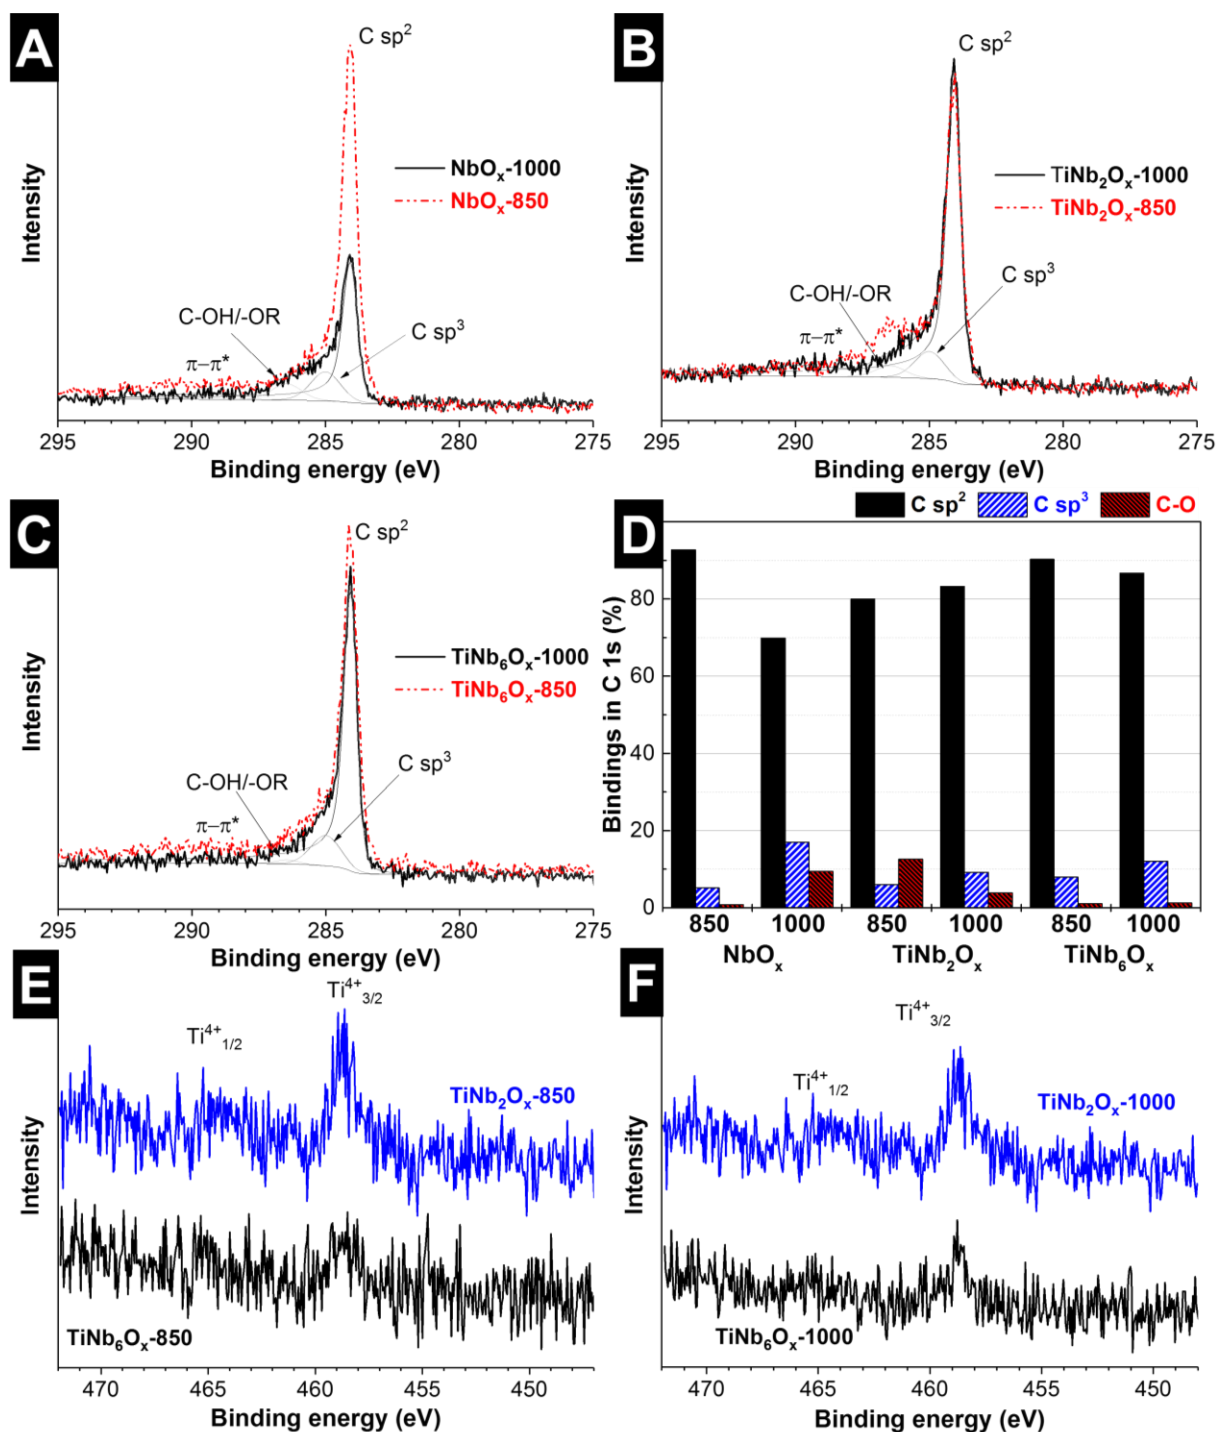 A
C sp²
NbOₓ-1000
NbOₓ-850
C-OH/-OR
C sp³
π–π*
Intensity
295 290 285 280 275
Binding energy (eV)
B
C sp²
TiNb₂Oₓ-1000
TiNb₂Oₓ-850
C sp³
C-OH/-OR
π–π*
Intensity
295 290 285 280 275
Binding energy (eV)
C
C sp²
TiNb₆Oₓ-1000
TiNb₆Oₓ-850
C sp³
C-OH/-OR
π–π*
Intensity
295 290 285 280 275
Binding energy (eV)
C sp² C sp³ C-O
D
Bindings in C 1s (%)
80
60
40
20
0
850 1000 850 1000 850 1000
NbOₓ TiNb₂Oₓ TiNb₆Oₓ
E
Ti⁴⁺₃/₂
Ti⁴⁺₁/₂
TiNb₂Oₓ-850
Intensity
TiNb₆Oₓ-850
470 465 460 455 450
Binding energy (eV)
F
Ti⁴⁺₃/₂
Ti⁴⁺₁/₂
TiNb₂Oₓ-1000
Intensity
TiNb₆Oₓ-1000
470 465 460 455 450
Binding energy (eV)